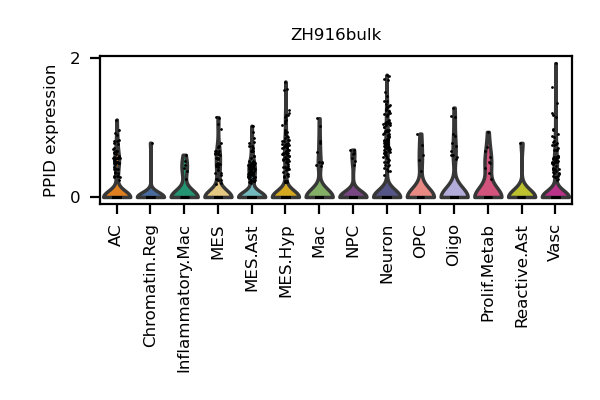 ZH916bulk
PPID expression
2
0
AC
Chromatin.Reg
Inflammatory.Mac
MES
MES.Ast
MES.Hyp
Mac
NPC
Neuron
OPC
Oligo
Prolif.Metab
Reactive.Ast
Vasc